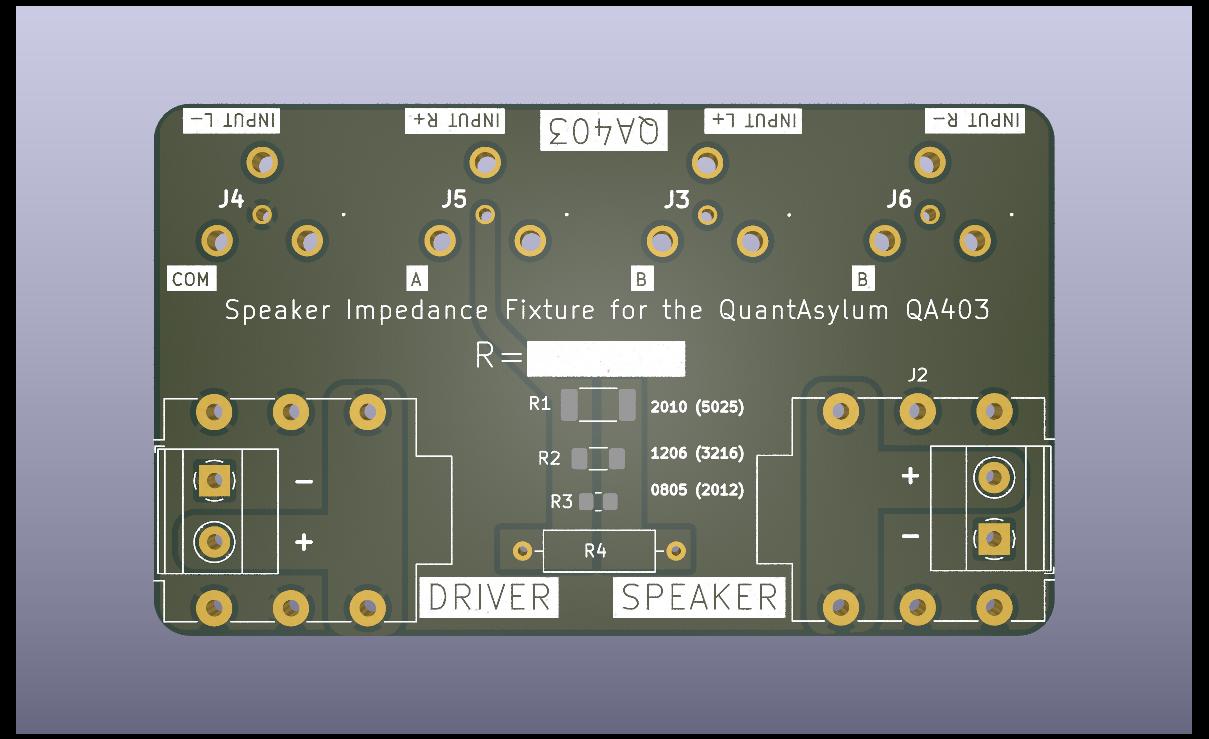 INPUT L-
INPUT R+
QA403
INPUT L+
INPUT R-
J4
J5
J3
J6
COM
A
B
B
Speaker Impedance Fixture for the QuantAsylum QA403
R=
J2
R1
2010 (5025)
R2
1206 (3216)
R3
0805 (2012)
-
+
+
-
R4
DRIVER
SPEAKER